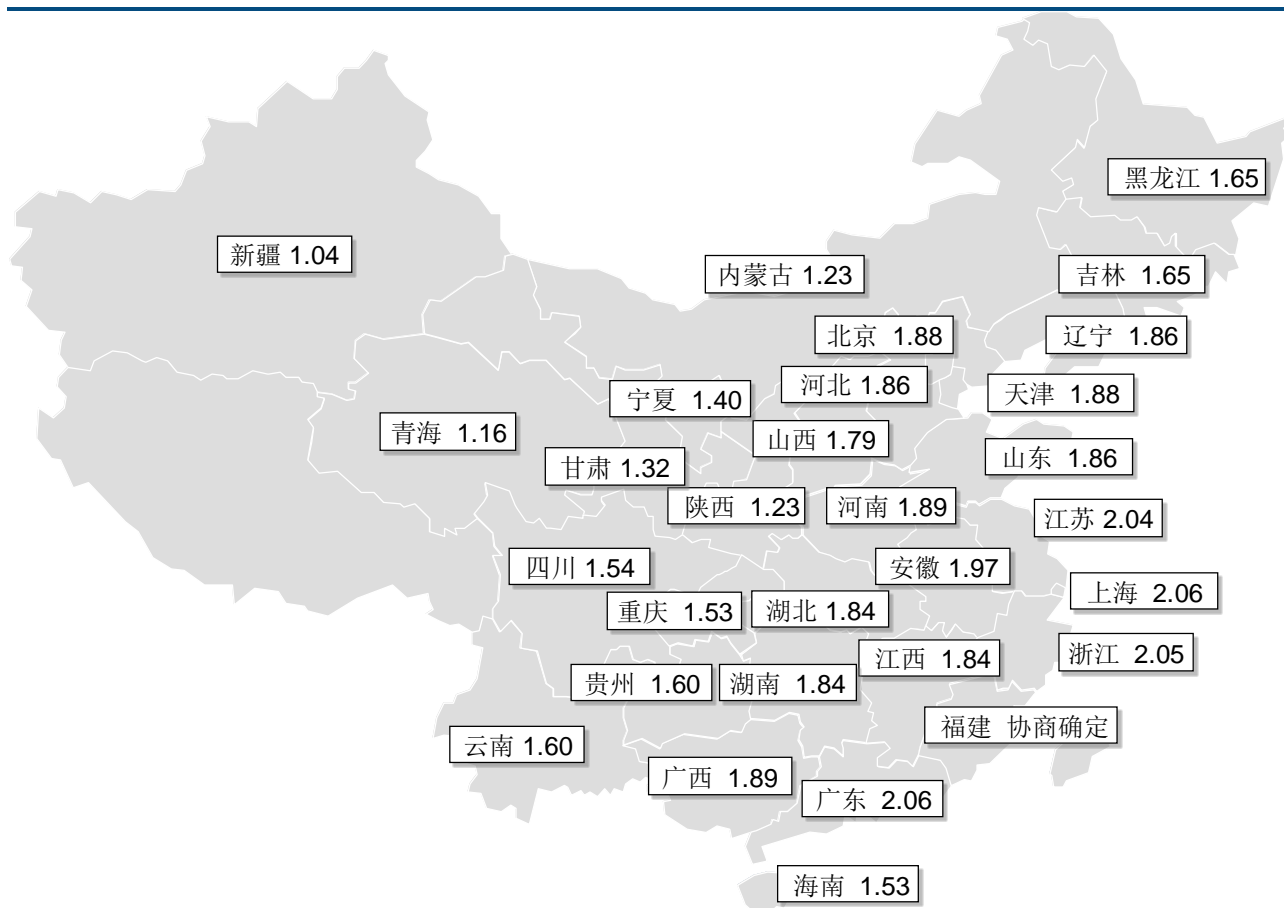 黑龙江 1.65
新疆 1.04
内蒙古 1.23
吉林 1.65
北京 1.88
辽宁 1.86
河北 1.86
宁夏 1.40
天津 1.88
青海 1.16
山西 1.79
山东 1.86
甘肃 1.32
陕西 1.23
河南 1.89
江苏 2.04
四川 1.54
安徽 1.97
上海 2.06
重庆 1.53
湖北 1.84
江西 1.84
浙江 2.05
贵州 1.60
湖南 1.84
福建 协商确定
云南 1.60
广西 1.89
广东 2.06
海南 1.53